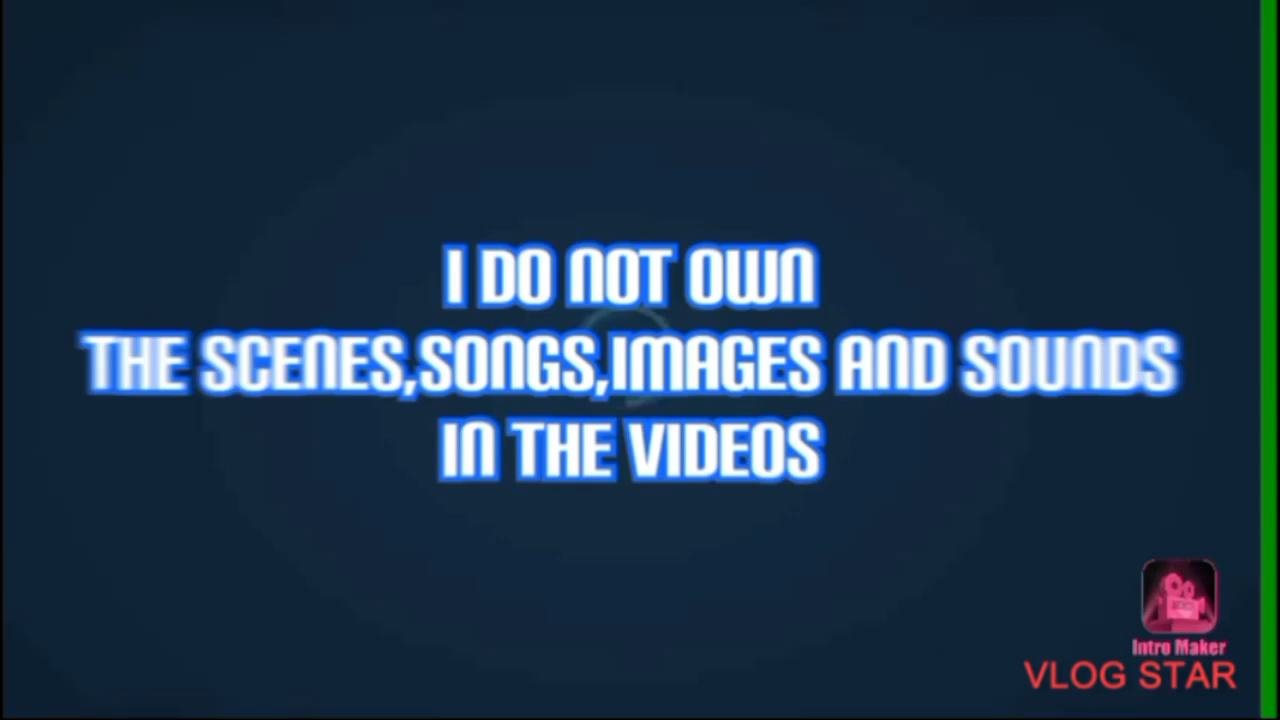 I DO NOT OWN
THE SCENES,SONGS,IMAGES AND SOUNDS
IN THE VIDEOS
Intro Maker
VLOG STAR